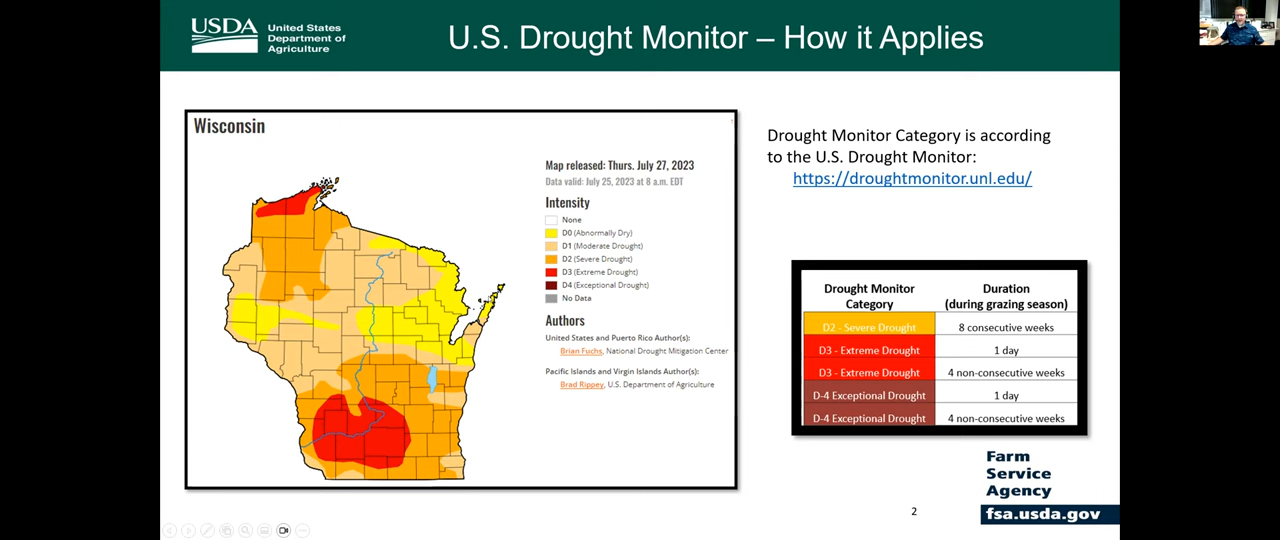 USDA
United States
Department of
Agriculture
U.S. Drought Monitor – How it Applies
Wisconsin
Map released: Thurs. July 27, 2023
Data valid: July 25, 2023 at 8 a.m. EDT
Intensity
None
D0 (Abnormally Dry)
D1 (Moderate Drought)
D2 (Severe Drought)
D3 (Extreme Drought)
D4 (Exceptional Drought)
No Data
Authors
United States and Puerto Rico Author(s):
Brian Fuchs, National Drought Mitigation Center
Pacific Islands and Virgin Islands Author(s):
Brad Rippey, U.S. Department of Agriculture
Drought Monitor Category is according
to the U.S. Drought Monitor:
https://droughtmonitor.unl.edu/
Drought Monitor Category Duration (during grazing season)
D2 - Severe Drought 8 consecutive weeks
D3 - Extreme Drought 1 day
D3 - Extreme Drought 4 non-consecutive weeks
D-4 Exceptional Drought 1 day
D-4 Exceptional Drought 4 non-consecutive weeks
Farm
Service
Agency
fsa.usda.gov
2